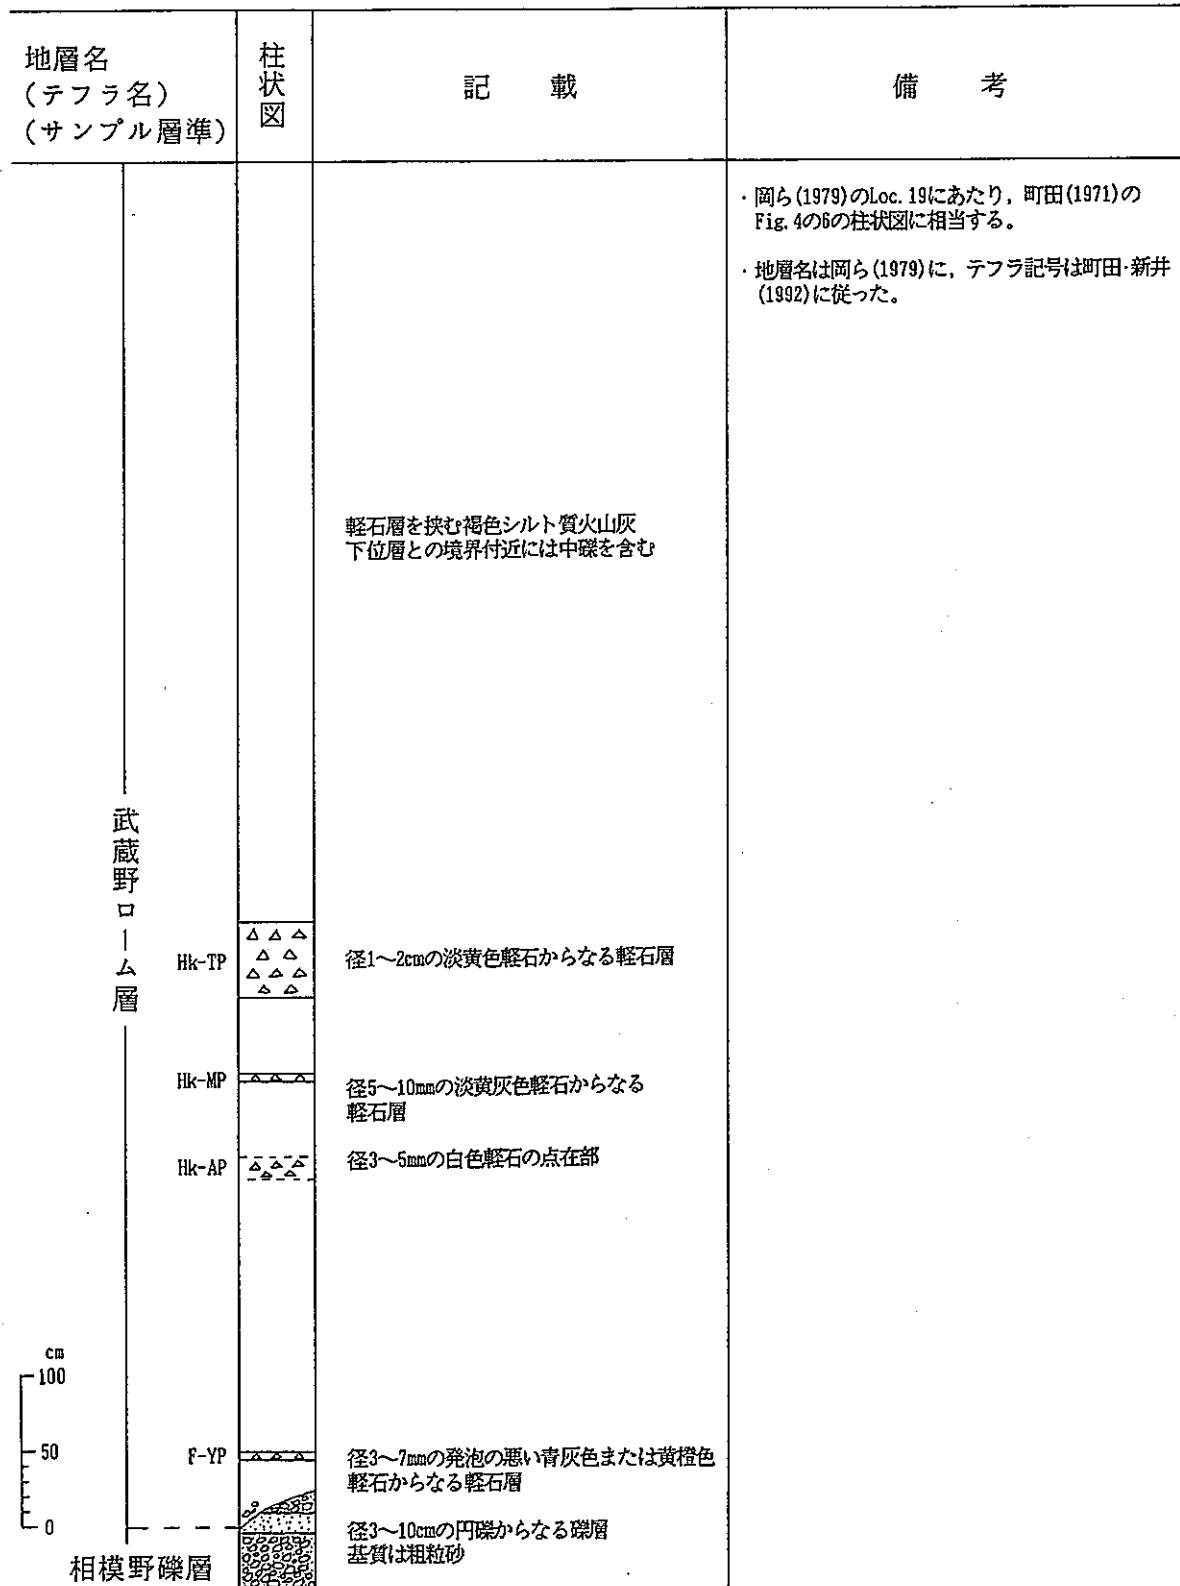 地層名
(テフラ名)
(サンプル層準)
柱状図
記 載
備 考
・岡ら(1979)のLoc. 19にあたり，町田(1971)の
Fig. 4の6の柱状図に相当する。
・地層名は岡ら(1979)に，テフラ記号は町田・新井
(1992)に従った。
軽石層を挟む褐色シルト質火山灰
下位層との境界付近には中礫を含む
武蔵野ローム層
Hk-TP
径1～2cmの淡黄色軽石からなる軽石層
Hk-MP
径5～10mmの淡黄灰色軽石からなる
軽石層
Hk-AP
径3～5mmの白色軽石の点在部
cm
100
50
0
F-YP
径3～7mmの発泡の悪い青灰色または黄橙色
軽石からなる軽石層
径3～10cmの円礫からなる礫層
基質は粗粒砂
相模野礫層